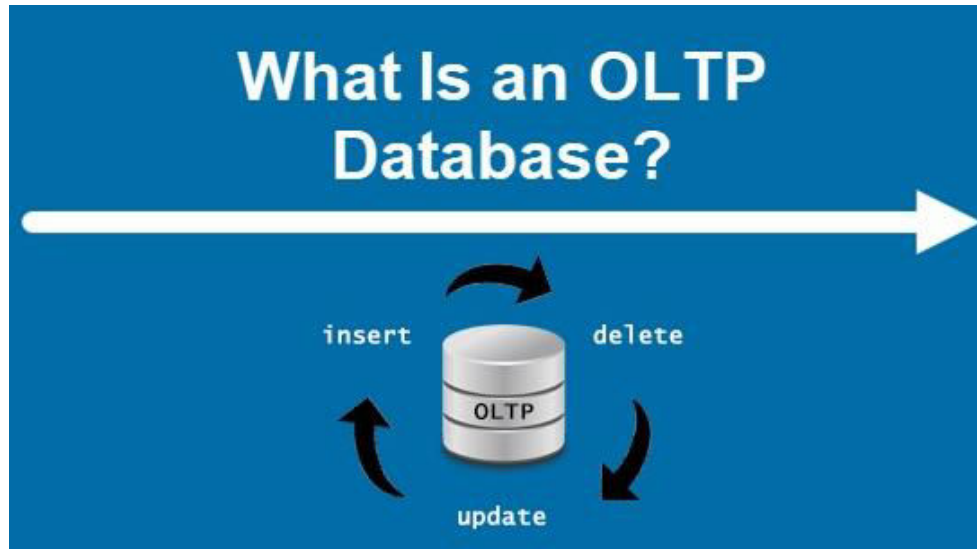 What Is an OLTP
Database?
insert
delete
OLTP
update